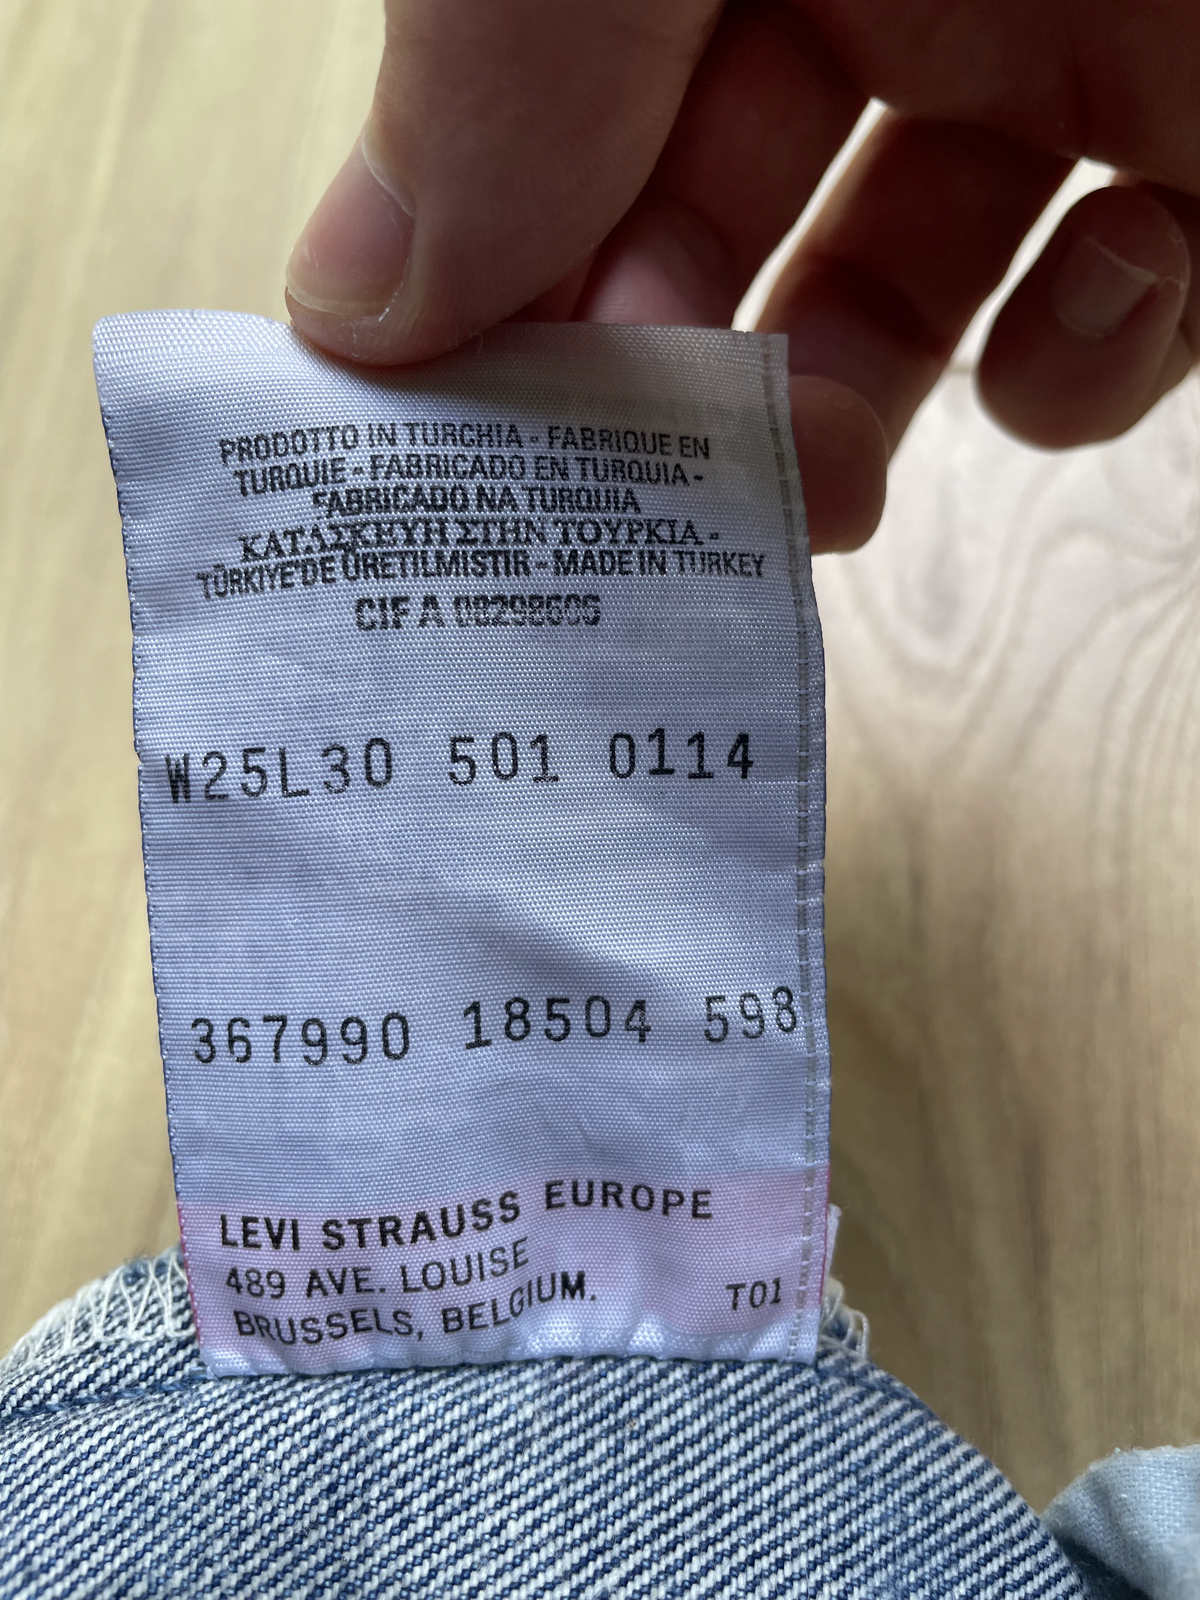 PRODOTTO IN TURCHIA - FABRIQUE EN
TURQUIE - FABRICADO EN TURQUIA -
FABRICADO NA TURQUIA
ΚΑΤΑΣΚΕΥΗ ΣΤΗΝ ΤΟΥΡΚΙΑ -
TÜRKIYE'DE ÜRETILMISTIR - MADE IN TURKEY
CIF A
W25L30 501 0114
367990 18504 598
LEVI STRAUSS EUROPE
489 AVE. LOUISE
BRUSSELS, BELGIUM. T01